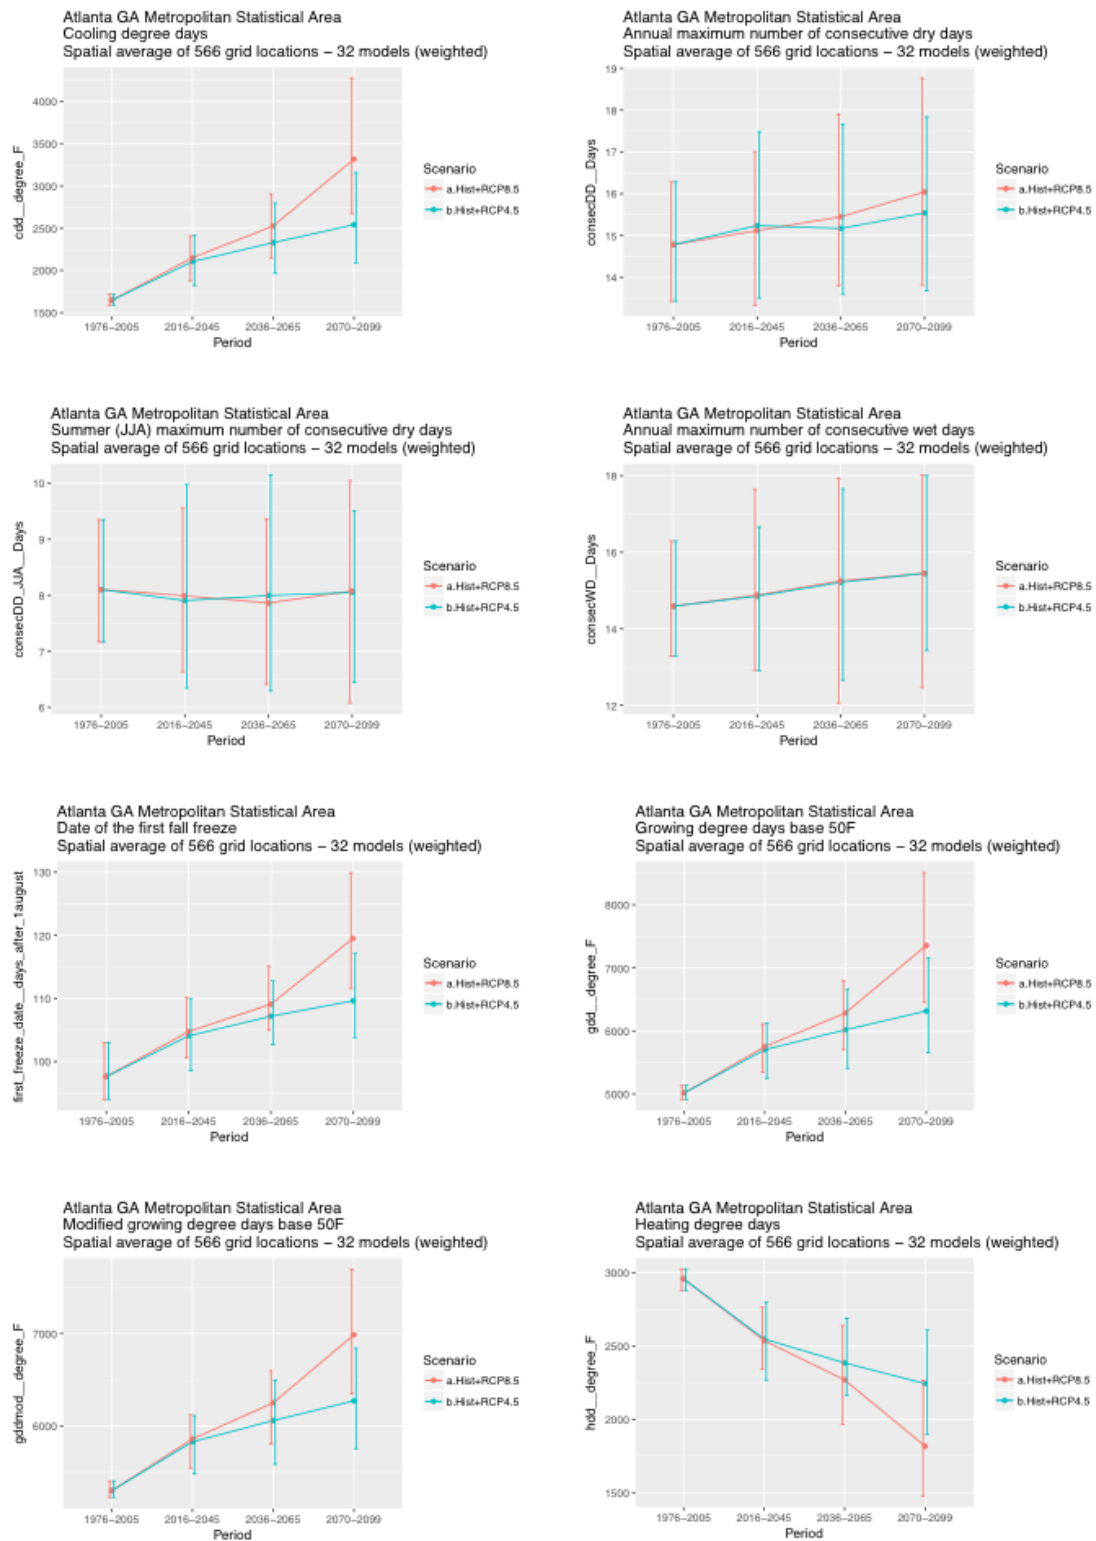 Atlanta GA Metropolitan Statistical Area
Cooling degree days
Spatial average of 566 grid locations – 32 models (weighted)
cdd__degree_F
4000
3500
3000
2500
2000
1500
1976–2005
2016–2045
2036–2065
2070–2099
Period
Scenario
a.Hist+RCP8.5
b.Hist+RCP4.5
Atlanta GA Metropolitan Statistical Area
Annual maximum number of consecutive dry days
Spatial average of 566 grid locations – 32 models (weighted)
consecDD__Days
19
18
17
16
15
14
1976–2005
2016–2045
2036–2065
2070–2099
Period
Scenario
a.Hist+RCP8.5
b.Hist+RCP4.5
Atlanta GA Metropolitan Statistical Area
Summer (JJA) maximum number of consecutive dry days
Spatial average of 566 grid locations – 32 models (weighted)
consecDD_JJA__Days
10
9
8
7
6
1976–2005
2016–2045
2036–2065
2070–2099
Period
Scenario
a.Hist+RCP8.5
b.Hist+RCP4.5
Atlanta GA Metropolitan Statistical Area
Annual maximum number of consecutive wet days
Spatial average of 566 grid locations – 32 models (weighted)
consecWD__Days
18
16
14
12
1976–2005
2016–2045
2036–2065
2070–2099
Period
Scenario
a.Hist+RCP8.5
b.Hist+RCP4.5
Atlanta GA Metropolitan Statistical Area
Date of the first fall freeze
Spatial average of 566 grid locations – 32 models (weighted)
first_freeze_date__days_after_1august
130
120
110
100
1976–2005
2016–2045
2036–2065
2070–2099
Period
Scenario
a.Hist+RCP8.5
b.Hist+RCP4.5
Atlanta GA Metropolitan Statistical Area
Growing degree days base 50F
Spatial average of 566 grid locations – 32 models (weighted)
gdd__degree_F
8000
7000
6000
5000
1976–2005
2016–2045
2036–2065
2070–2099
Period
Scenario
a.Hist+RCP8.5
b.Hist+RCP4.5
Atlanta GA Metropolitan Statistical Area
Modified growing degree days base 50F
Spatial average of 566 grid locations – 32 models (weighted)
gddmod__degree_F
7000
6000
1976–2005
2016–2045
2036–2065
2070–2099
Period
Scenario
a.Hist+RCP8.5
b.Hist+RCP4.5
Atlanta GA Metropolitan Statistical Area
Heating degree days
Spatial average of 566 grid locations – 32 models (weighted)
hdd__degree_F
3000
2500
2000
1500
1976–2005
2016–2045
2036–2065
2070–2099
Period
Scenario
a.Hist+RCP8.5
b.Hist+RCP4.5